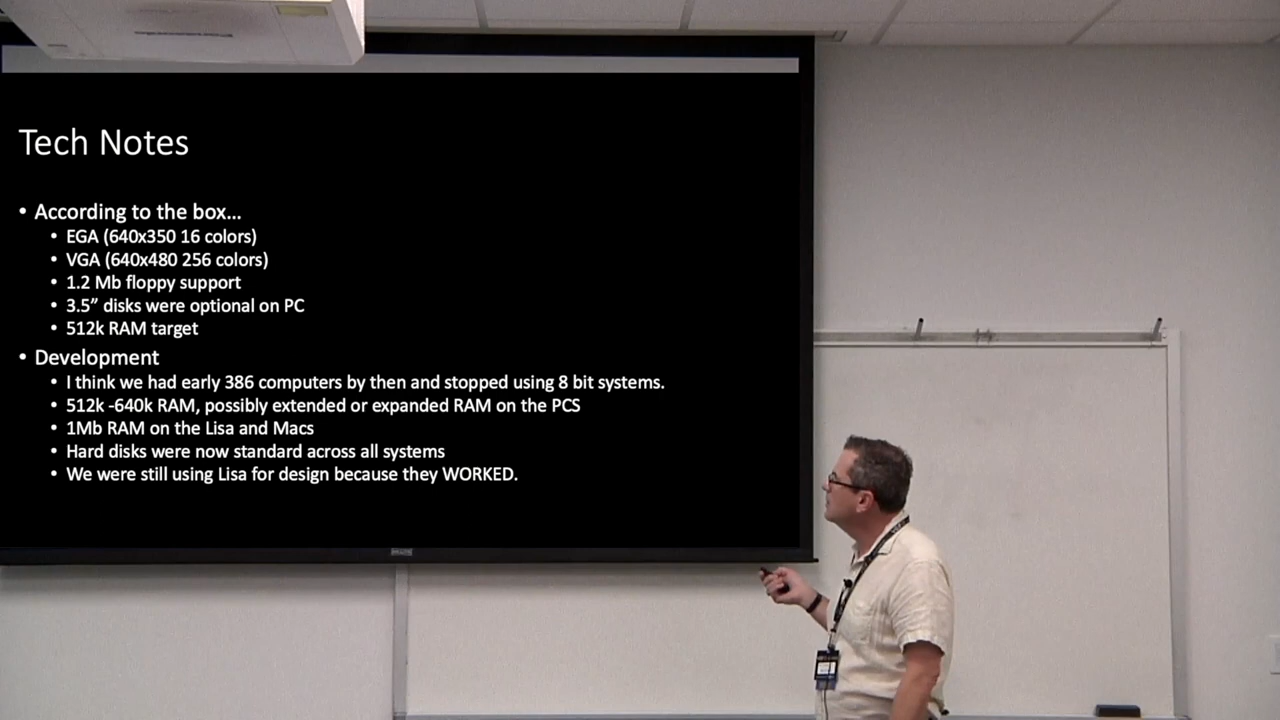 Tech Notes
• According to the box…
• EGA (640x350 16 colors)
• VGA (640x480 256 colors)
• 1.2 Mb floppy support
• 3.5” disks were optional on PC
• 512k RAM target
• Development
• I think we had early 386 computers by then and stopped using 8 bit systems.
• 512k -640k RAM, possibly extended or expanded RAM on the PCS
• 1Mb RAM on the Lisa and Macs
• Hard disks were now standard across all systems
• We were still using Lisa for design because they WORKED.